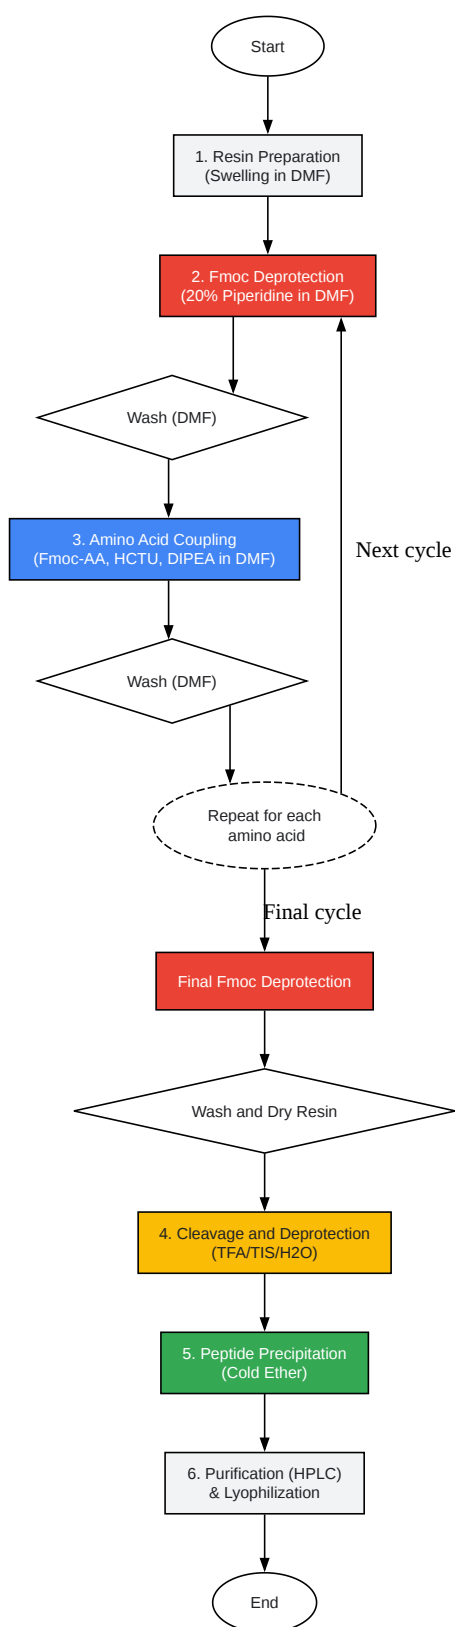 Start
1. Resin Preparation
(Swelling in DMF)
2. Fmoc Deprotection
(20% Piperidine in DMF)
Wash (DMF)
3. Amino Acid Coupling
(Fmoc-AA, HCTU, DIPEA in DMF)
Next cycle
Wash (DMF)
Repeat for each
amino acid
Final cycle
Final Fmoc Deprotection
Wash and Dry Resin
4. Cleavage and Deprotection
(TFA/TIS/H2O)
5. Peptide Precipitation
(Cold Ether)
6. Purification (HPLC)
& Lyophilization
End